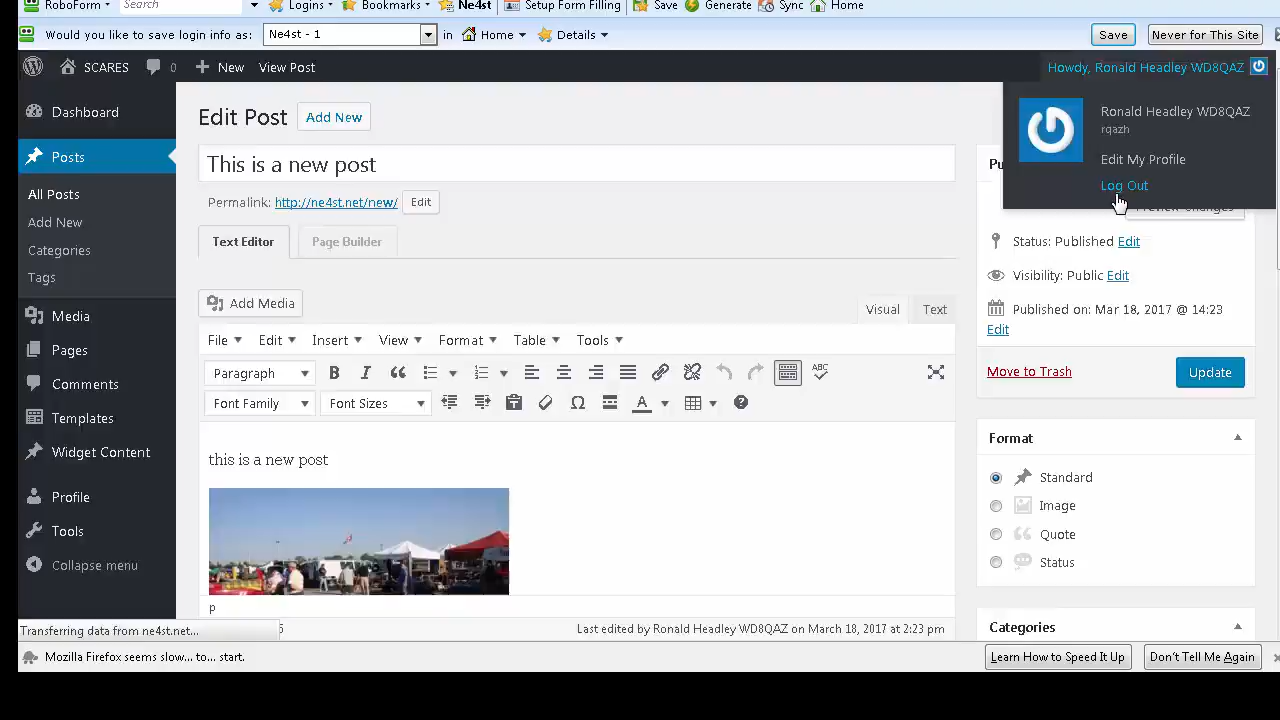 RoboForm Search Logins Bookmarks Ne4st Setup Form Filling Save Generate Sync Home
Would you like to save login info as: Ne4st - 1 in Home Details Save Never for This Site
SCARES 0 New View Post Howdy, Ronald Headley WD8QAZ
Ronald Headley WD8QAZ
rqazh
Edit My Profile
Log Out
Dashboard
Posts
All Posts
Add New
Categories
Tags
Media
Pages
Comments
Templates
Widget Content
Profile
Tools
Collapse menu
Edit Post Add New
This is a new post
Permalink: http://ne4st.net/new/ Edit
Text Editor Page Builder
Add Media Visual Text
File Edit Insert View Format Table Tools
Paragraph B I ABC
Font Family Font Sizes A
this is a new post
p
5 Last edited by Ronald Headley WD8QAZ on March 18, 2017 at 2:23 pm
Status: Published Edit
Visibility: Public Edit
Published on: Mar 18, 2017 @ 14:23
Edit
Move to Trash Update
Format
Standard
Image
Quote
Status
Categories
Transferring data from ne4st.net...
Mozilla Firefox seems slow... to... start. Learn How to Speed It Up Don't Tell Me Again